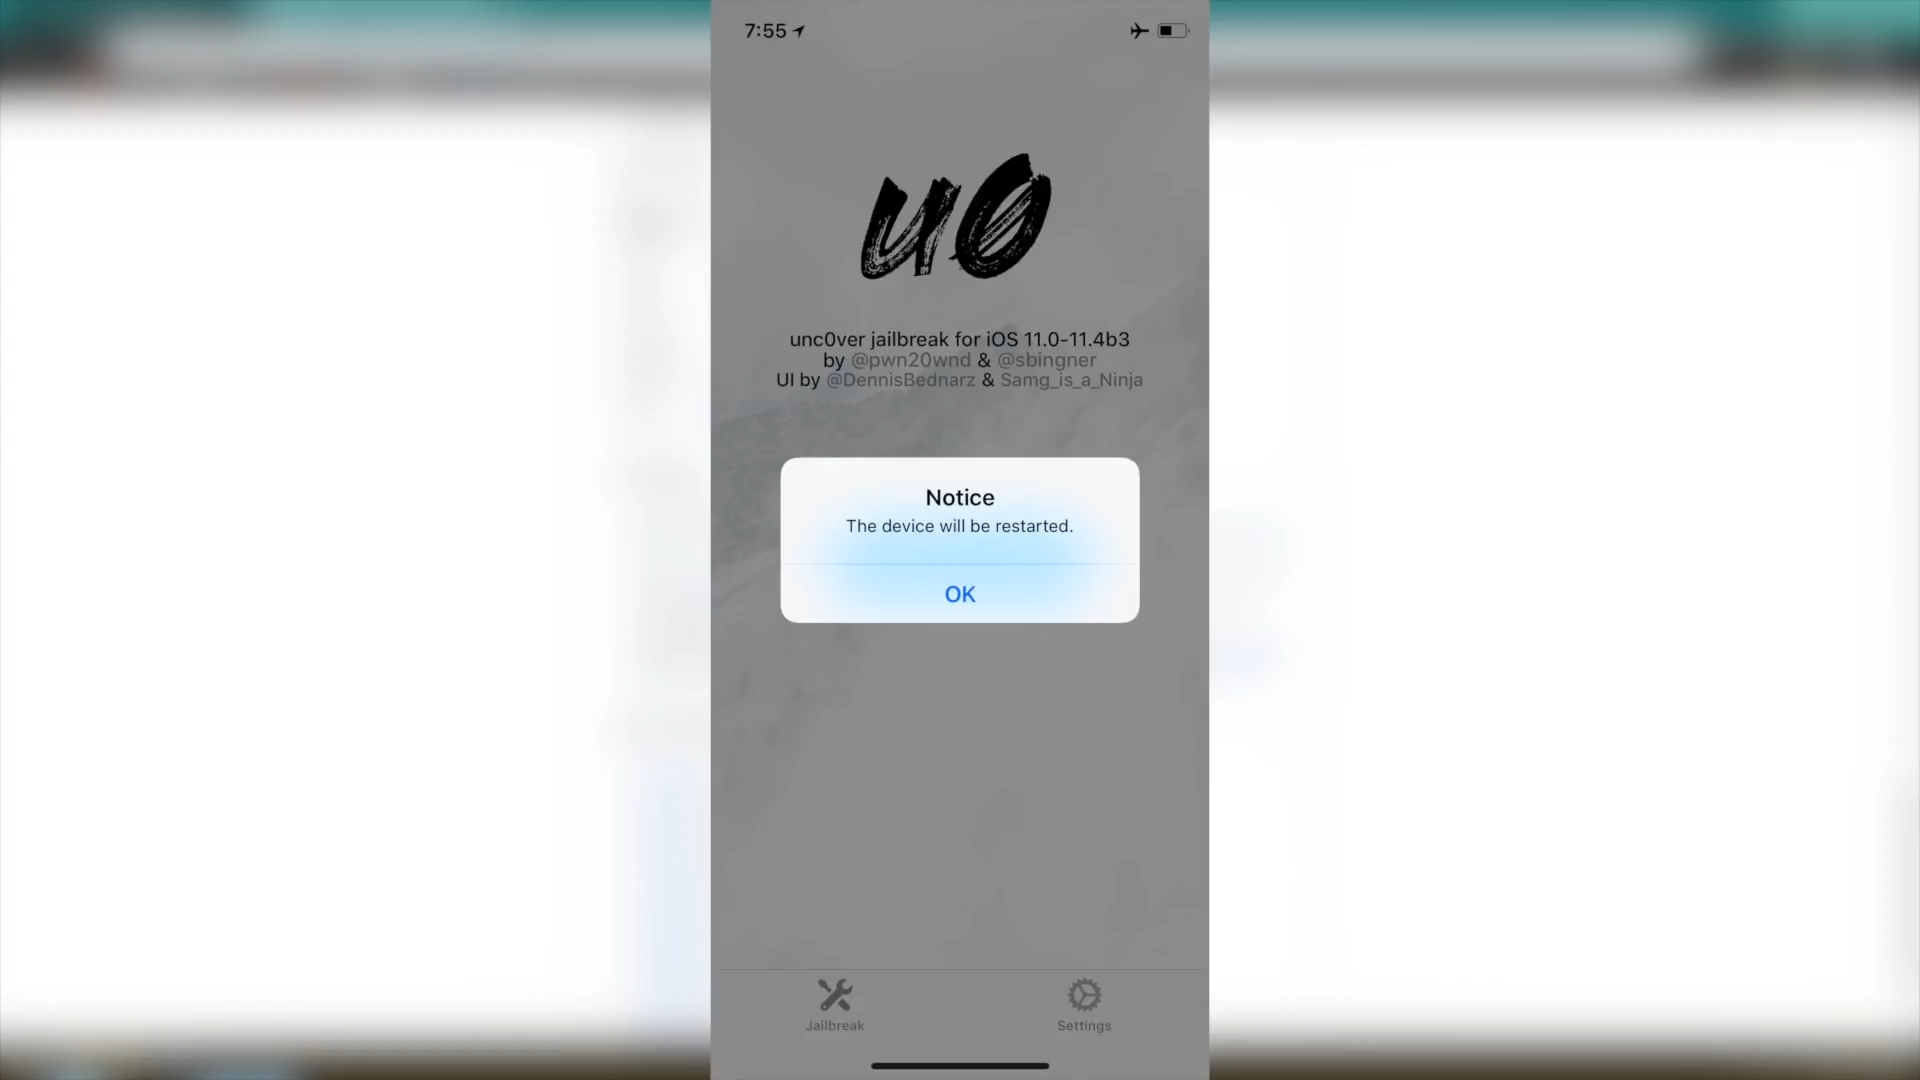 7:55
u0
unc0ver jailbreak for iOS 11.0-11.4b3
by @pwn20wnd & @sbingner
UI by @DennisBednarz & Samg_is_a_Ninja
Notice
The device will be restarted.
OK
Jailbreak
Settings